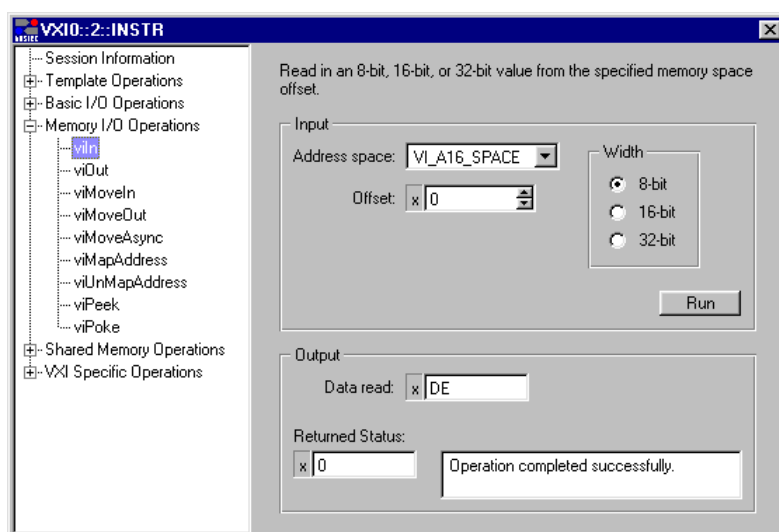 VXI0::2::INSTR
Session Information
Template Operations
Basic I/O Operations
Memory I/O Operations
viIn
viOut
viMoveIn
viMoveOut
viMoveAsync
viMapAddress
viUnMapAddress
viPeek
viPoke
Shared Memory Operations
VXI Specific Operations
Read in an 8-bit, 16-bit, or 32-bit value from the specified memory space
offset.
Input
Address space: VI_A16_SPACE
Offset: x 0
Width
8-bit
16-bit
32-bit
Run
Output
Data read: x DE
Returned Status:
x 0
Operation completed successfully.